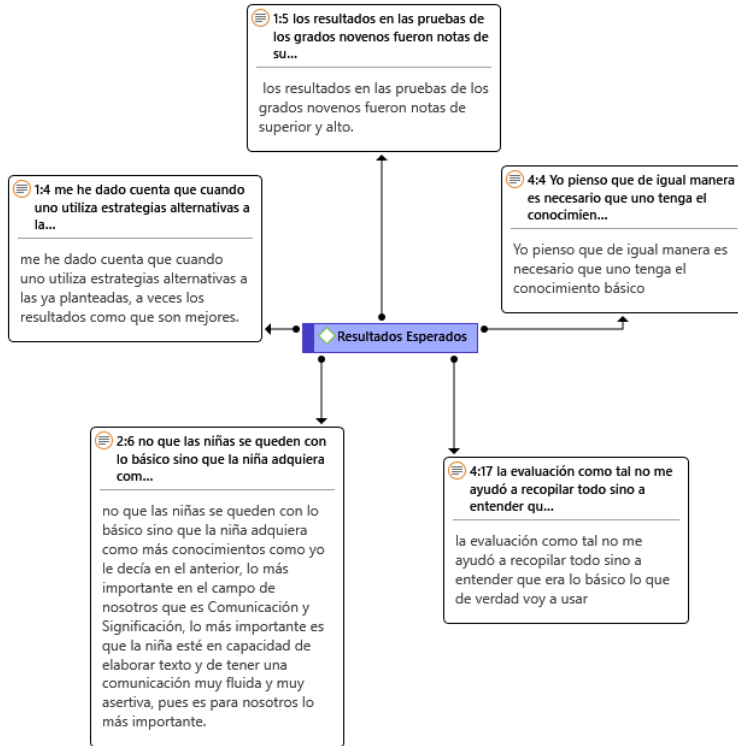 1:5 los resultados en las pruebas de
los grados novenos fueron notas de
su...
los resultados en las pruebas de los
grados novenos fueron notas de
superior y alto.
1:4 me he dado cuenta que cuando
uno utiliza estrategias alternativas a
la...
me he dado cuenta que cuando
uno utiliza estrategias alternativas a
las ya planteadas, a veces los
resultados como que son mejores.
4:4 Yo pienso que de igual manera
es necesario que uno tenga el
conocimien...
Yo pienso que de igual manera es
necesario que uno tenga el
conocimiento básico
Resultados Esperados
2:6 no que las niñas se queden con
lo básico sino que la niña adquiera
com...
no que las niñas se queden con lo
básico sino que la niña adquiera
como más conocimientos como yo
le decía en el anterior, lo más
importante en el campo de
nosotros que es Comunicación y
Significación, lo más importante es
que la niña esté en capacidad de
elaborar texto y de tener una
comunicación muy fluida y muy
asertiva, pues es para nosotros lo
más importante.
4:17 la evaluación como tal no me
ayudó a recopilar todo sino a
entender qu...
la evaluación como tal no me
ayudó a recopilar todo sino a
entender que era lo básico lo que
de verdad voy a usar